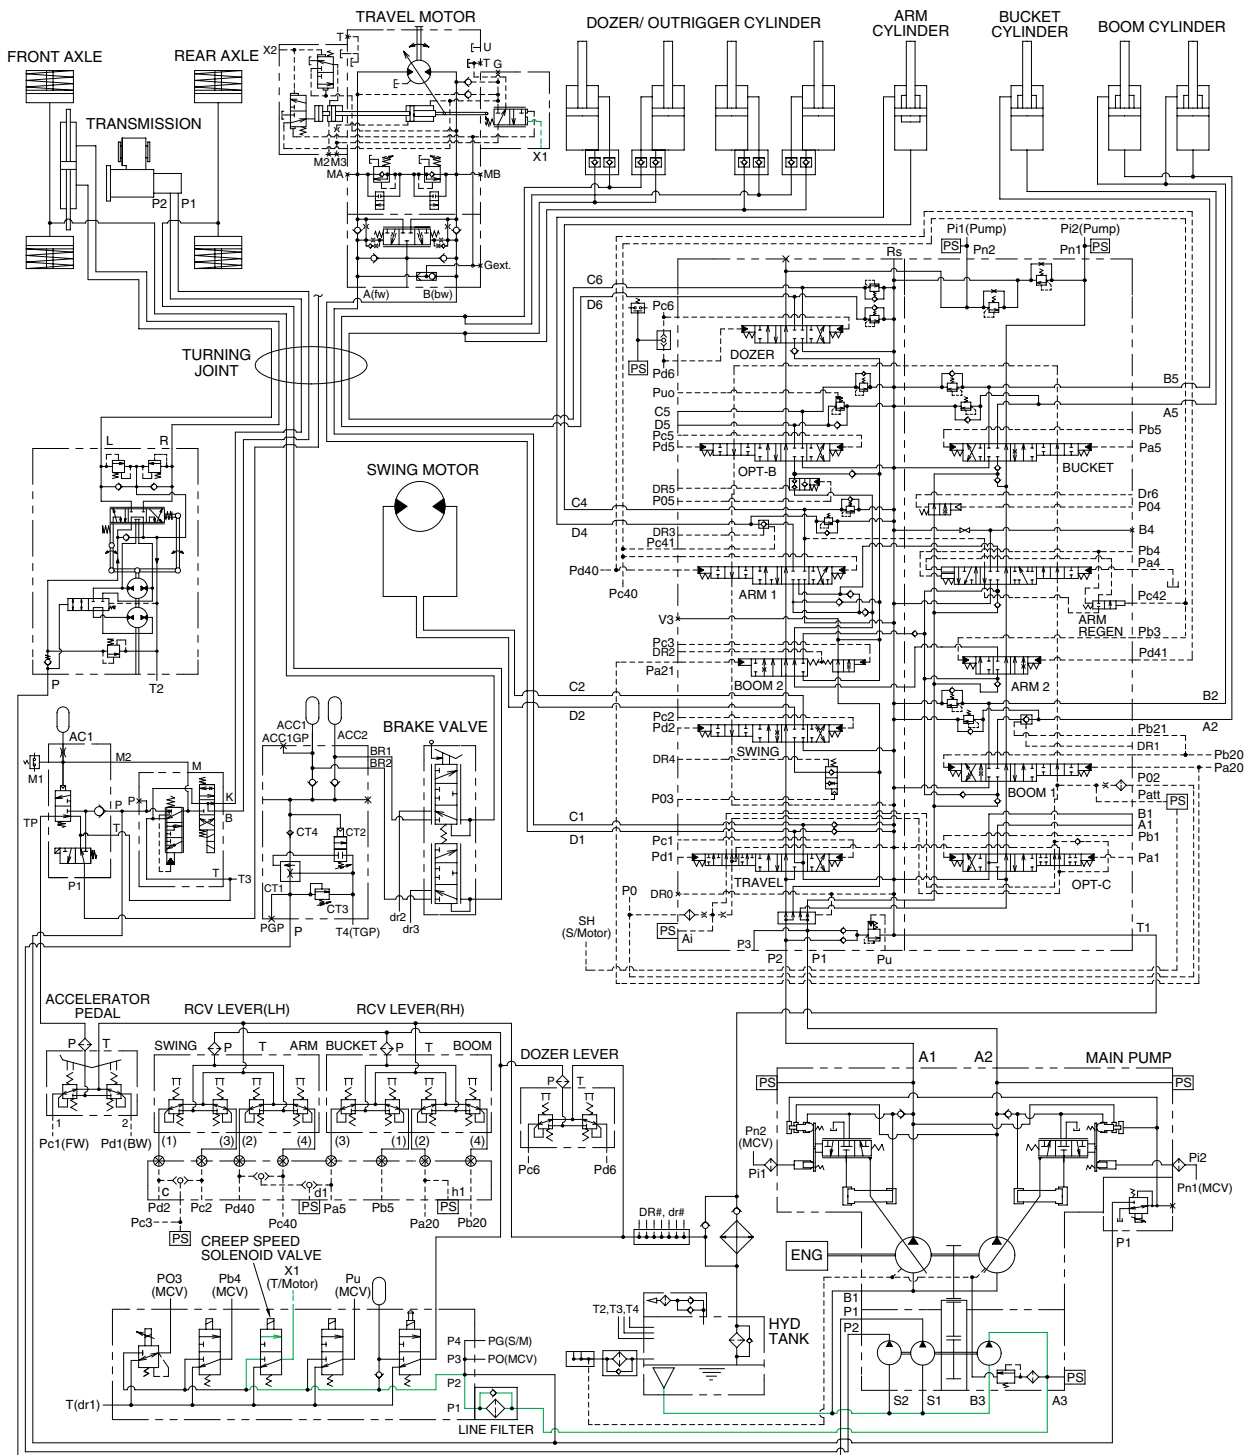 TRAVEL MOTOR
DOZER/ OUTRIGGER CYLINDER
ARM
CYLINDER
BUCKET
CYLINDER
BOOM CYLINDER
FRONT AXLE
REAR AXLE
TRANSMISSION
P2 P1
T
X2
U
T
G
X1
M2M3
MA
MB
Gext.
A(fw)
B(bw)
TURNING
JOINT
Pi1(Pump)
PS
Pn2
Pi2(Pump)
Pn1
PS
Rs
C6
D6
Pc6
DOZER
PS
Pd6
Puo
C5
D5
Pc5
Pd5
OPT-B
DR5
P05
B5
A5
Pb5
Pa5
BUCKET
L
R
SWING MOTOR
C4
D4
DR3
Pc41
Pd40
Pc40
ARM 1
Dr6
P04
B4
Pb4
Pa4
Pc42
ARM
REGEN
V3
Pc3
DR2
Pa21
BOOM 2
Pb3
Pd41
ARM 2
P
T2
C2
D2
Pc2
Pd2
SWING
DR4
P03
B2
A2
Pb21
DR1
Pb20
Pa20
BOOM 1
P02
Patt
PS
AC1
M2
M1
M
P
P
K
B
TP
T
T
T3
P1
ACC1
ACC1GP
ACC2
BR1
BR2
BRAKE VALVE
CT4
CT2
CT1
CT3
PGP
P
T4(TGP)
dr2
dr3
C1
D1
Pc1
Pd1
TRAVEL
B1
A1
Pb1
Pa1
OPT-C
P0
DR0
SH
(S/Motor)
PS
Ai
P3
P2
P1
Pu
T1
ACCELERATOR
PEDAL
P T
1
2
Pc1(FW)
Pd1(BW)
RCV LEVER(LH)
RCV LEVER(RH)
SWING P T ARM
BUCKET P T BOOM
(1) (3) (2) (4) (3) (1) (2) (4)
C
d1
h1
Pd2
Pc2
Pd40
Pc40
PS
Pa5
Pb5
Pa20
PS
Pb20
Pc3
PS
DOZER LEVER
P T
Pc6
Pd6
A1
A2
MAIN PUMP
PS
PS
Pn2
(MCV)
Pi1
Pi2
Pn1(MCV)
P1
DR#, dr#
ENG
CREEP SPEED
SOLENOID VALVE
PO3
(MCV)
Pb4
(MCV)
X1
(T/Motor)
Pu
(MCV)
T(dr1)
P4
PG(S/M)
P3
PO(MCV)
P2
P1
LINE FILTER
T2,T3,T4
HYD
TANK
B1
P1
P2
S2
S1
B3
A3
PS